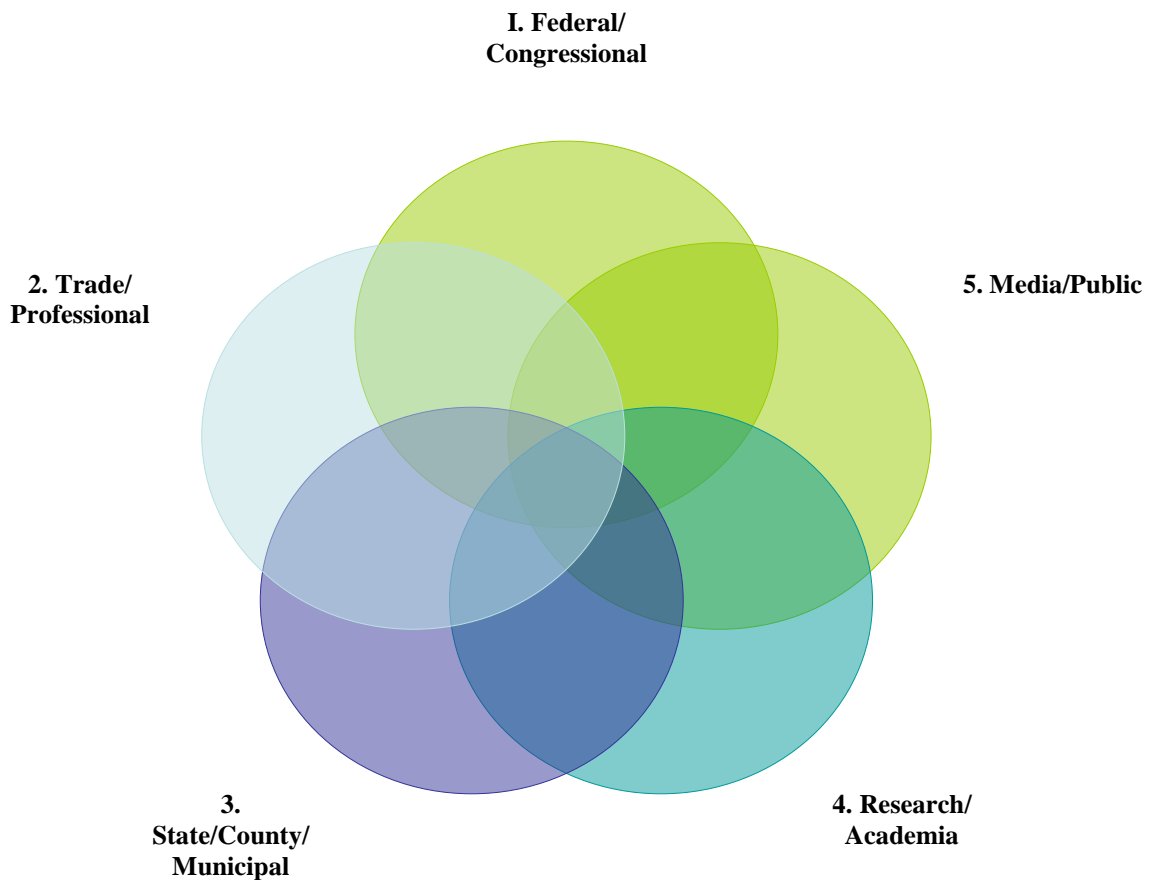 I. Federal/
Congressional
2. Trade/
Professional
5. Media/Public
3.
State/County/
Municipal
4. Research/
Academia